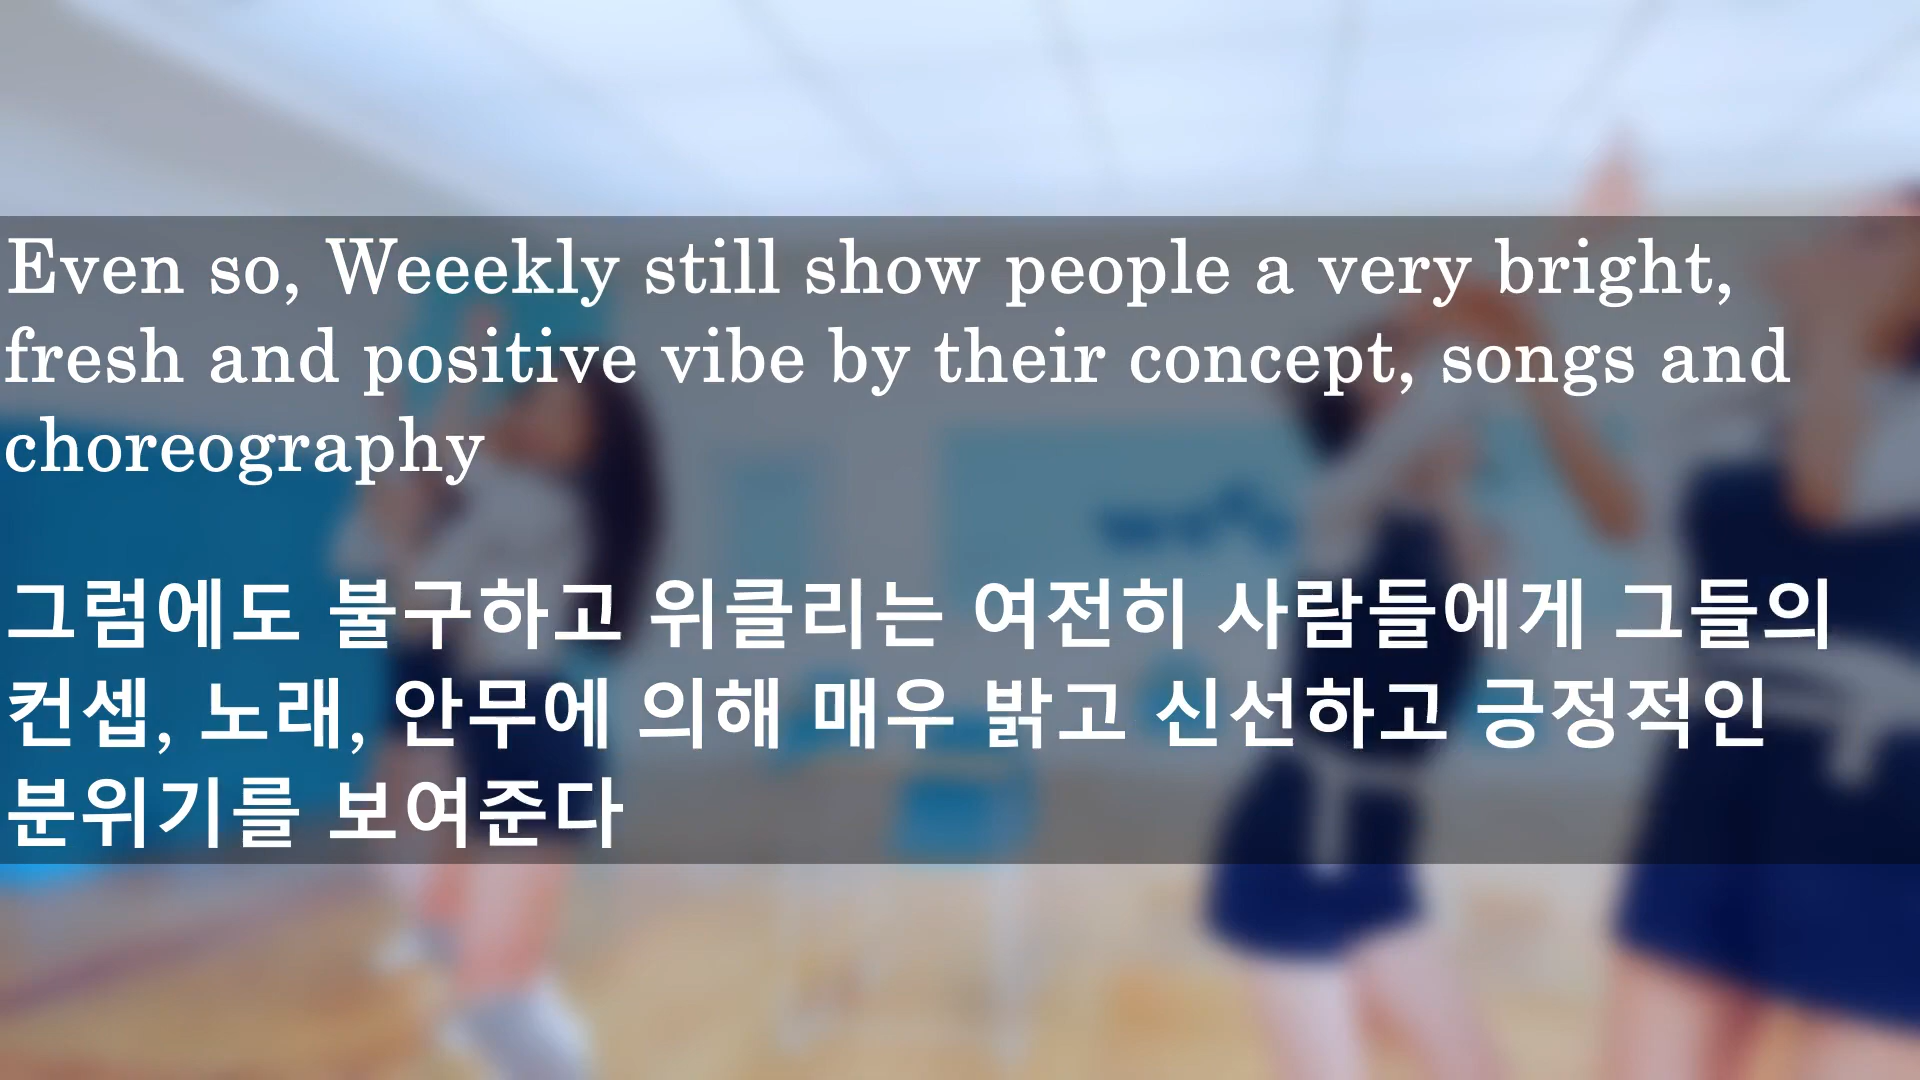 Even so, Weeekly still show people a very bright,
fresh and positive vibe by their concept, songs and
choreography
그럼에도 불구하고 위클리는 여전히 사람들에게 그들의
컨셉, 노래, 안무에 의해 매우 밝고 신선하고 긍정적인
분위기를 보여준다